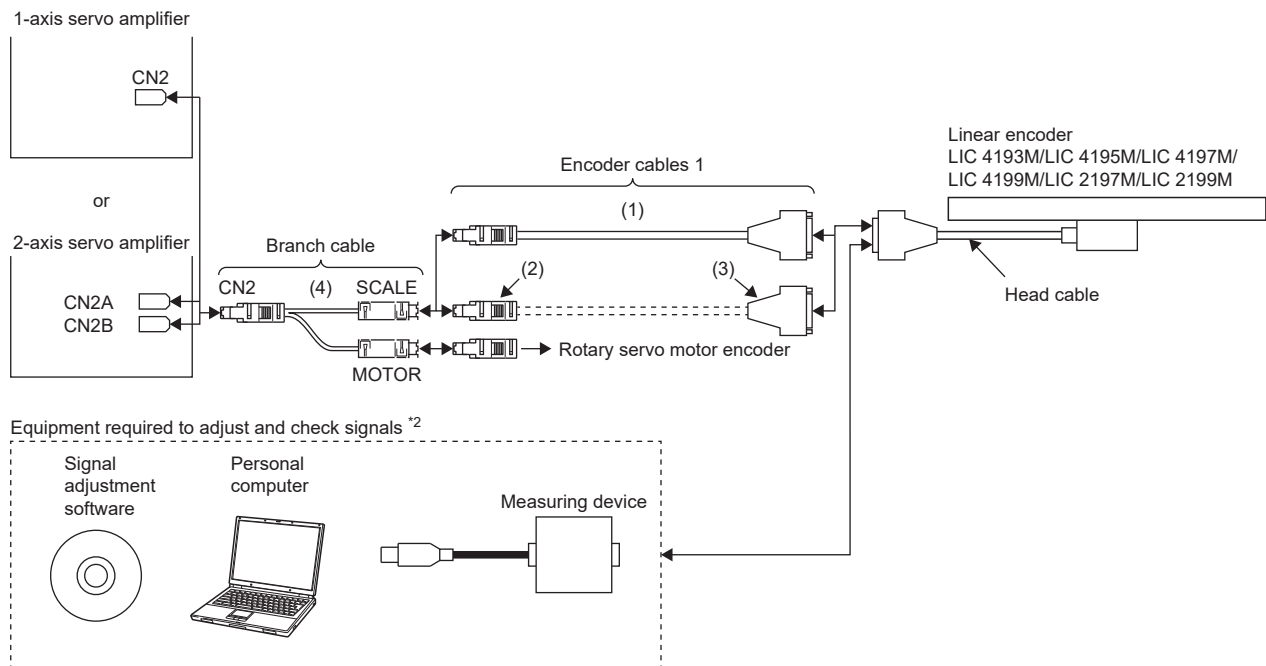 1-axis servo amplifier
CN2
or
2-axis servo amplifier
CN2A
CN2B
Branch cable
CN2
(4)
SCALE
MOTOR
Encoder cables 1
(1)
(2)
(3)
Rotary servo motor encoder
Linear encoder
LIC 4193M/LIC 4195M/LIC 4197M/
LIC 4199M/LIC 2197M/LIC 2199M
Head cable
Equipment required to adjust and check signals *2
Signal
adjustment
software
Personal
computer
Measuring device